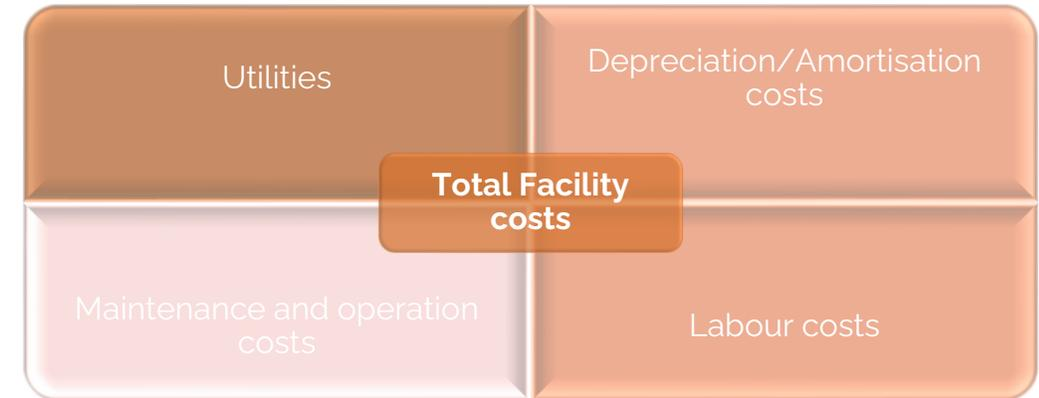 Utilities
Depreciation/Amortisation
costs
Total Facility
costs
Maintenance and operation
costs
Labour costs